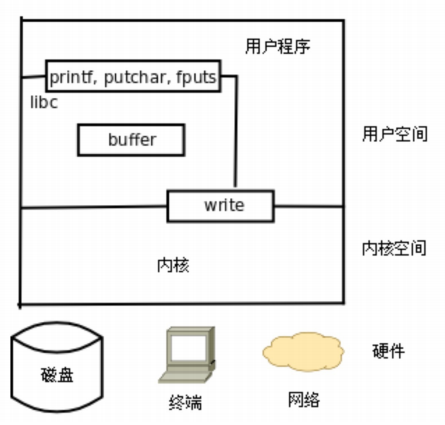 用户程序
printf, putchar, fputs
libc
用户空间
buffer
write
内核空间
内核
硬件
磁盘
终端
网络